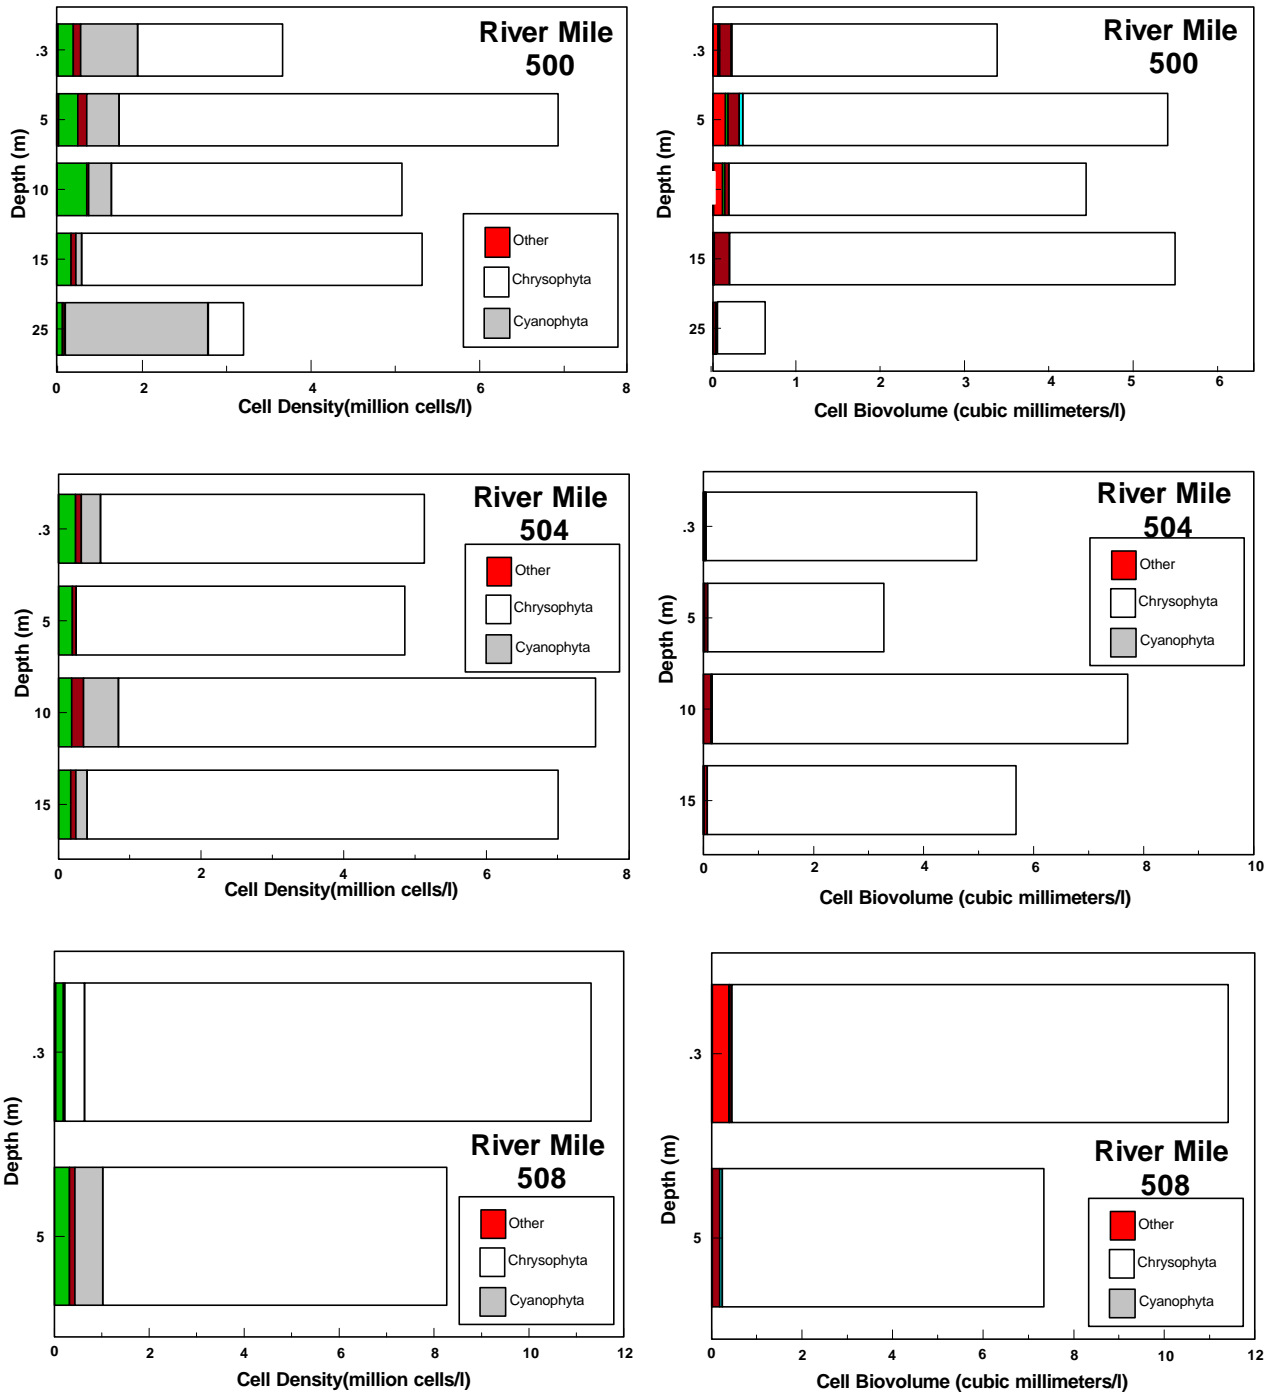 River Mile
500
.3
5
10
15
25
Depth (m)
Other
Chrysophyta
Cyanophyta
0
2
4
6
8
Cell Density(million cells/l)
River Mile
500
.3
5
15
25
Depth (m)
0
1
2
3
4
5
6
Cell Biovolume (cubic millimeters/l)
River Mile
504
.3
5
10
15
Depth (m)
Other
Chrysophyta
Cyanophyta
0
2
4
6
8
Cell Density(million cells/l)
River Mile
504
.3
5
10
15
Depth (m)
Other
Chrysophyta
Cyanophyta
0
2
4
6
8
10
Cell Biovolume (cubic millimeters/l)
.3
5
Depth (m)
River Mile
508
Other
Chrysophyta
Cyanophyta
0
2
4
6
8
10
12
Cell Density(million cells/l)
.3
5
Depth (m)
River Mile
508
Other
Chrysophyta
Cyanophyta
0
2
4
6
8
10
12
Cell Biovolume (cubic millimeters/l)